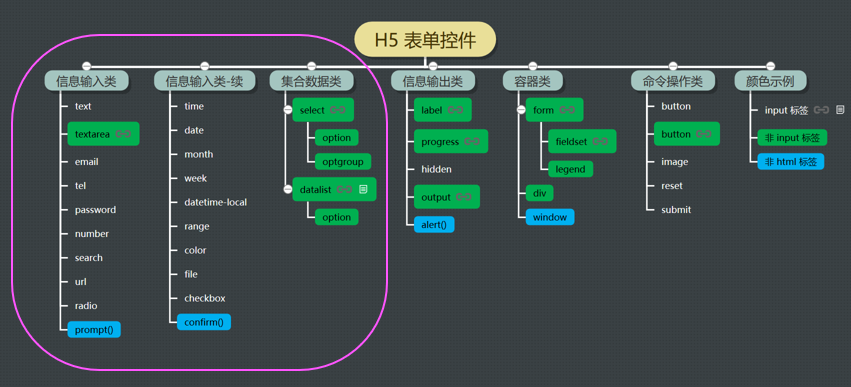 H5 表单控件
信息输入类
text
textarea
email
tel
password
number
search
url
radio
prompt()
信息输入类-续
time
date
month
week
datetime-local
range
color
file
checkbox
confirm()
集合数据类
select
option
optgroup
datalist
option
信息输出类
label
progress
hidden
output
alert()
容器类
form
fieldset
legend
div
window
命令操作类
button
button
image
reset
submit
颜色示例
input 标签
非 input 标签
非 html 标签